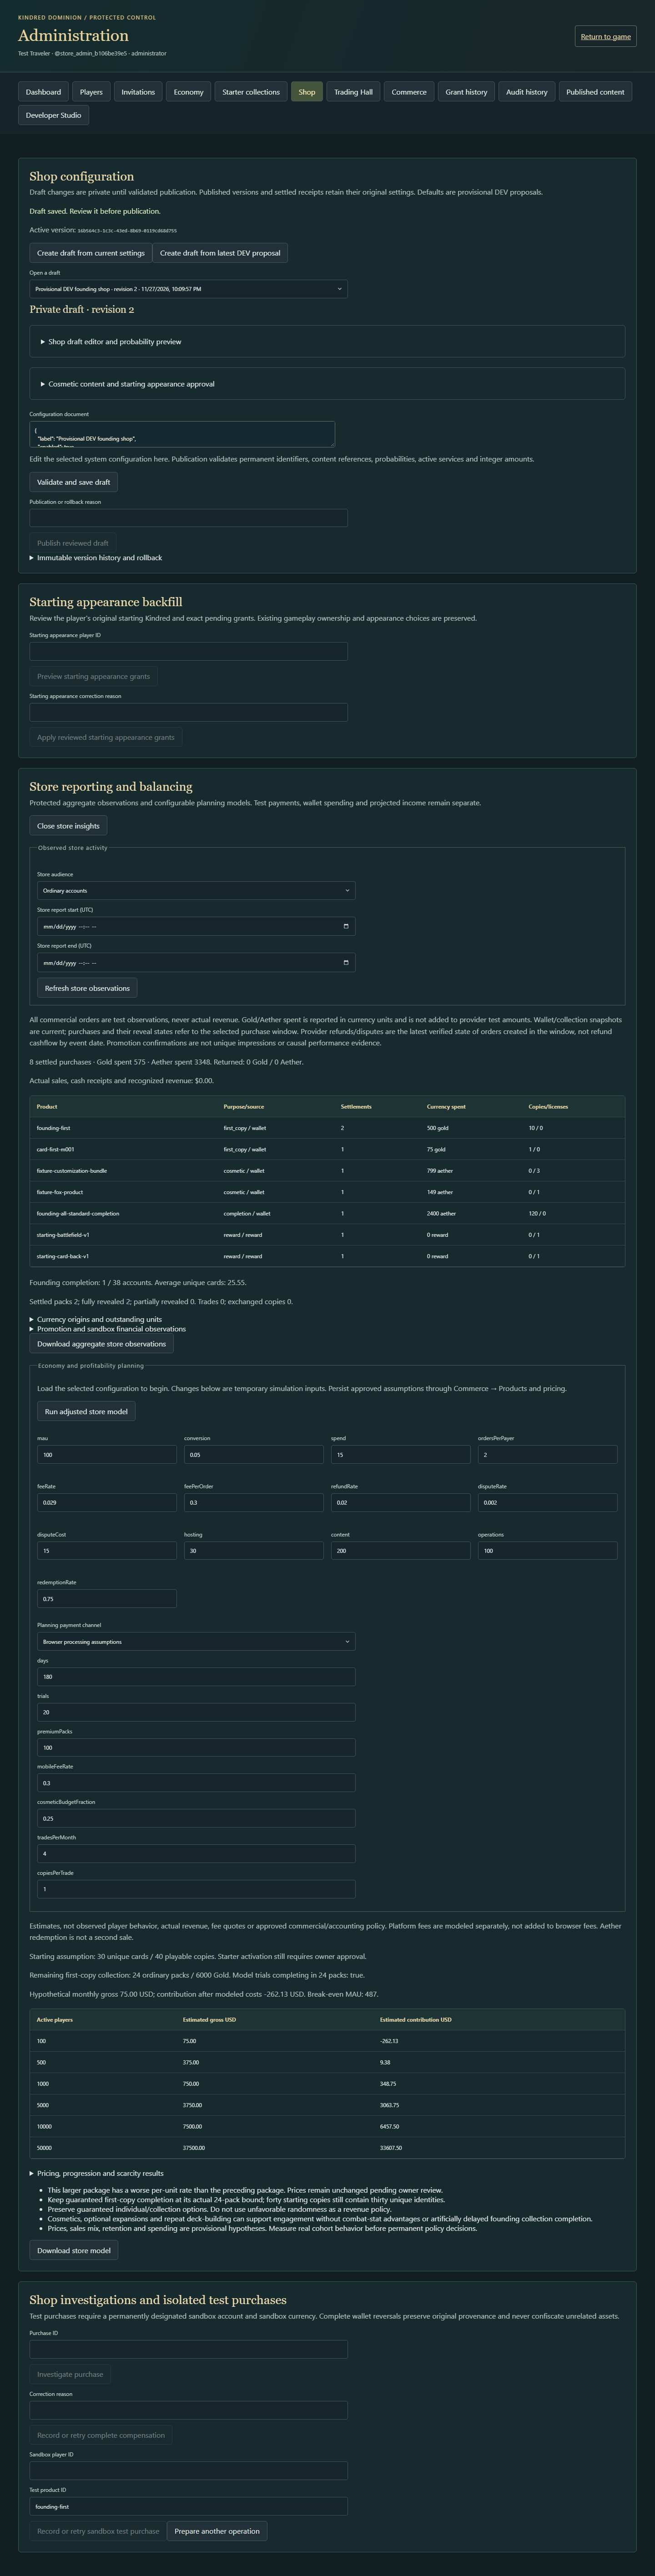 KINDRED DOMINION / PROTECTED CONTROL
Administration
Test Traveler · @store_admin_b106be39e5 · administrator
Return to game
Dashboard
Players
Invitations
Economy
Starter collections
Shop
Trading Hall
Commerce
Grant history
Audit history
Published content
Developer Studio
Shop configuration
Draft changes are private until validated publication. Published versions and settled receipts retain their original settings. Defaults are provisional DEV proposals.
Draft saved. Review it before publication.
Active version:
Create draft from current settings
Create draft from latest DEV proposal
Open a draft
Provisional DEV founding shop · revision 2 · 11/27/2026, 10:09:57 PM
Private draft · revision 2
Shop draft editor and probability preview
Cosmetic content and starting appearance approval
Configuration document
{
"label": "Provisional DEV founding shop",
Edit the selected system configuration here. Publication validates permanent identifiers, content references, probabilities, active services and integer amounts.
Validate and save draft
Publication or rollback reason
Publish reviewed draft
Immutable version history and rollback
Starting appearance backfill
Review the player's original starting Kindred and exact pending grants. Existing gameplay ownership and appearance choices are preserved.
Starting appearance player ID
Preview starting appearance grants
Starting appearance correction reason
Apply reviewed starting appearance grants
Store reporting and balancing
Protected aggregate observations and configurable planning models. Test payments, wallet spending and projected income remain separate.
Close store insights
Observed store activity
Store audience
Ordinary accounts
Store report start (UTC)
mm/dd/yyyy --:-- --
Store report end (UTC)
mm/dd/yyyy --:-- --
Refresh store observations
All commercial orders are test observations, never actual revenue. Gold/Aether spent is reported in currency units and is not added to provider test amounts. Wallet/collection snapshots
are current; purchases and their reveal states refer to the selected purchase window. Provider refunds/disputes are the latest verified state of orders created in the window, not refund
cashflow by event date. Promotion confirmations are not unique impressions or causal performance evidence.
8 settled purchases · Gold spent 575 · Aether spent 3348. Returned: 0 Gold / 0 Aether.
Actual sales, cash receipts and recognized revenue: $0.00.
Product Purpose/source Settlements Currency spent Copies/licenses
founding-first first_copy / wallet 2 500 gold 10 / 0
card-first-m001 first_copy / wallet 1 75 gold 1 / 0
fixture-customization-bundle cosmetic / wallet 1 799 aether 0 / 3
fixture-fox-product cosmetic / wallet 1 149 aether 0 / 1
founding-all-standard-completion completion / wallet 1 2400 aether 120 / 0
starting-battlefield-v1 reward / reward 1 0 reward 0 / 1
starting-card-back-v1 reward / reward 1 0 reward 0 / 1
Founding completion: 1 / 38 accounts. Average unique cards: 25.55.
Settled packs 2; fully revealed 2; partially revealed 0. Trades 0; exchanged copies 0.
Currency origins and outstanding units
Promotion and sandbox financial observations
Download aggregate store observations
Economy and profitability planning
Load the selected configuration to begin. Changes below are temporary simulation inputs. Persist approved assumptions through Commerce → Products and pricing.
Run adjusted store model
mau conversion spend ordersPerPayer
100 0.05 15 2
feeRate feePerOrder refundRate disputeRate
0.029 0.3 0.02 0.002
disputeCost hosting content operations
15 30 200 100
redemptionRate
0.75
Planning payment channel
Browser processing assumptions
days
180
trials
20
premiumPacks
100
mobileFeeRate
0.3
cosmeticBudgetFraction
0.25
tradesPerMonth
4
copiesPerTrade
1
Estimates, not observed player behavior, actual revenue, fee quotes or approved commercial/accounting policy. Platform fees are modeled separately, not added to browser fees. Aether
redemption is not a second sale.
Starting assumption: 30 unique cards / 40 playable copies. Starter activation still requires owner approval.
Remaining first-copy collection: 24 ordinary packs / 6000 Gold. Model trials completing in 24 packs: true.
Hypothetical monthly gross 75.00 USD; contribution after modeled costs -262.13 USD. Break-even MAU: 487.
Active players Estimated gross USD Estimated contribution USD
100 75.00 -262.13
500 375.00 9.38
1000 750.00 348.75
5000 3750.00 3063.75
10000 7500.00 6457.50
50000 37500.00 33607.50
Pricing, progression and scarcity results
This larger package has a worse per-unit rate than the preceding package. Prices remain unchanged pending owner review.
Keep guaranteed first-copy completion at its actual 24-pack bound; forty starting copies still contain thirty unique identities.
Preserve guaranteed individual/collection options. Do not use unfavorable randomness as a revenue policy.
Cosmetics, optional expansions and repeat deck-building can support engagement without combat-stat advantages or artificially delayed founding collection completion.
Prices, sales mix, retention and spending are provisional hypotheses. Measure real cohort behavior before permanent policy decisions.
Download store model
Shop investigations and isolated test purchases
Test purchases require a permanently designated sandbox account and sandbox currency. Complete wallet reversals preserve original provenance and never confiscate unrelated assets.
Purchase ID
Investigate purchase
Correction reason
Record or retry complete compensation
Sandbox player ID
Test product ID
founding-first
Record or retry sandbox test purchase
Prepare another operation